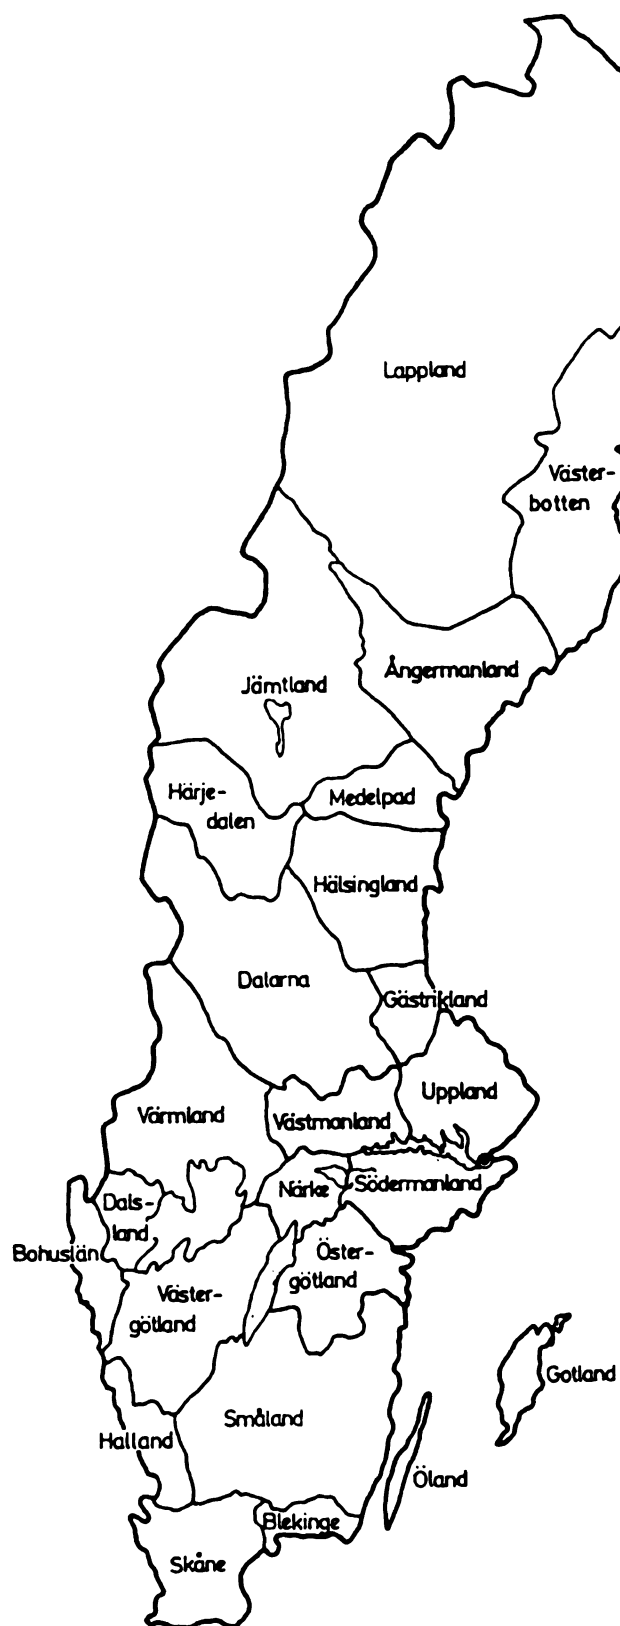 Lappland
Väster-
botten
Ångermanland
Jämtland
Härje-
dalen
Medelpad
Hälsingland
Dalarna
Gästrikland
Uppland
Värmland
Västmanland
Närke
Södermanland
Dals-
land
Bohuslän
Öster-
götland
Väster-
götland
Gotland
Småland
Halland
Öland
Blekinge
Skåne